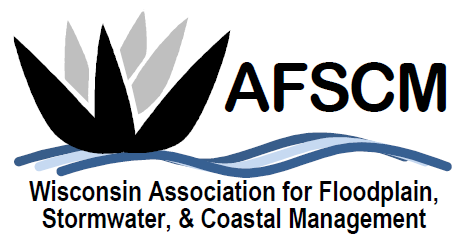 AFSCM
Wisconsin Association for Floodplain,
Stormwater, & Coastal Management